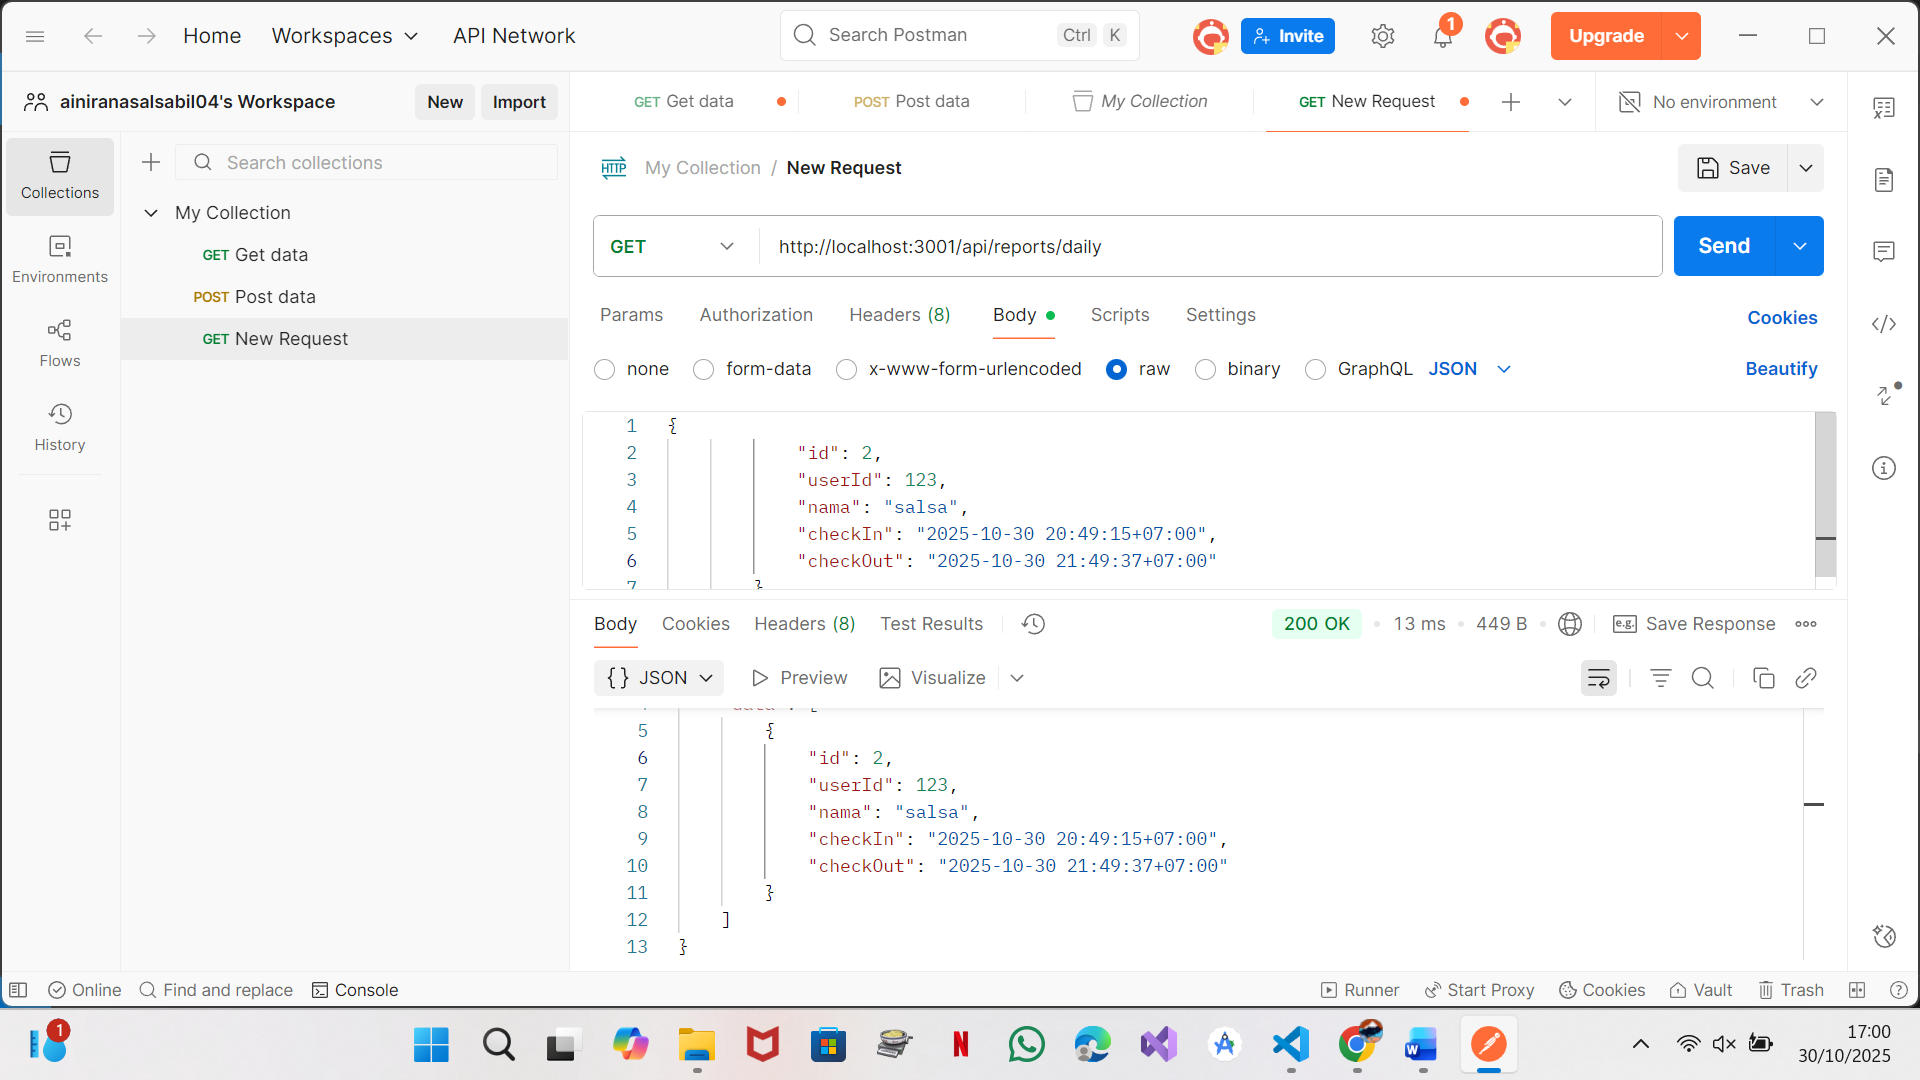 Home
Workspaces
API Network
Search Postman
Ctrl
K
Invite
1
Upgrade
ainiranasalsabil04's Workspace
New
Import
GET Get data
POST Post data
My Collection
GET New Request
No environment
Collections
Search collections
HTTP
My Collection / New Request
Save
My Collection
GET Get data
POST Post data
GET New Request
Environments
Flows
History
GET
http://localhost:3001/api/reports/daily
Send
Params
Authorization
Headers (8)
Body
Scripts
Settings
Cookies
none
form-data
x-www-form-urlencoded
raw
binary
GraphQL
JSON
Beautify
1 {
2 "id": 2,
3 "userId": 123,
4 "nama": "salsa",
5 "checkIn": "2025-10-30 20:49:15+07:00",
6 "checkOut": "2025-10-30 21:49:37+07:00"
7 }
Body
Cookies
Headers (8)
Test Results
200 OK
13 ms
449 B
e.g.
Save Response
{} JSON
Preview
Visualize
5 {
6 "id": 2,
7 "userId": 123,
8 "nama": "salsa",
9 "checkIn": "2025-10-30 20:49:15+07:00",
10 "checkOut": "2025-10-30 21:49:37+07:00"
11 }
12 ]
13 }
Online
Find and replace
Console
Runner
Start Proxy
Cookies
Vault
Trash
1
17:00
30/10/2025